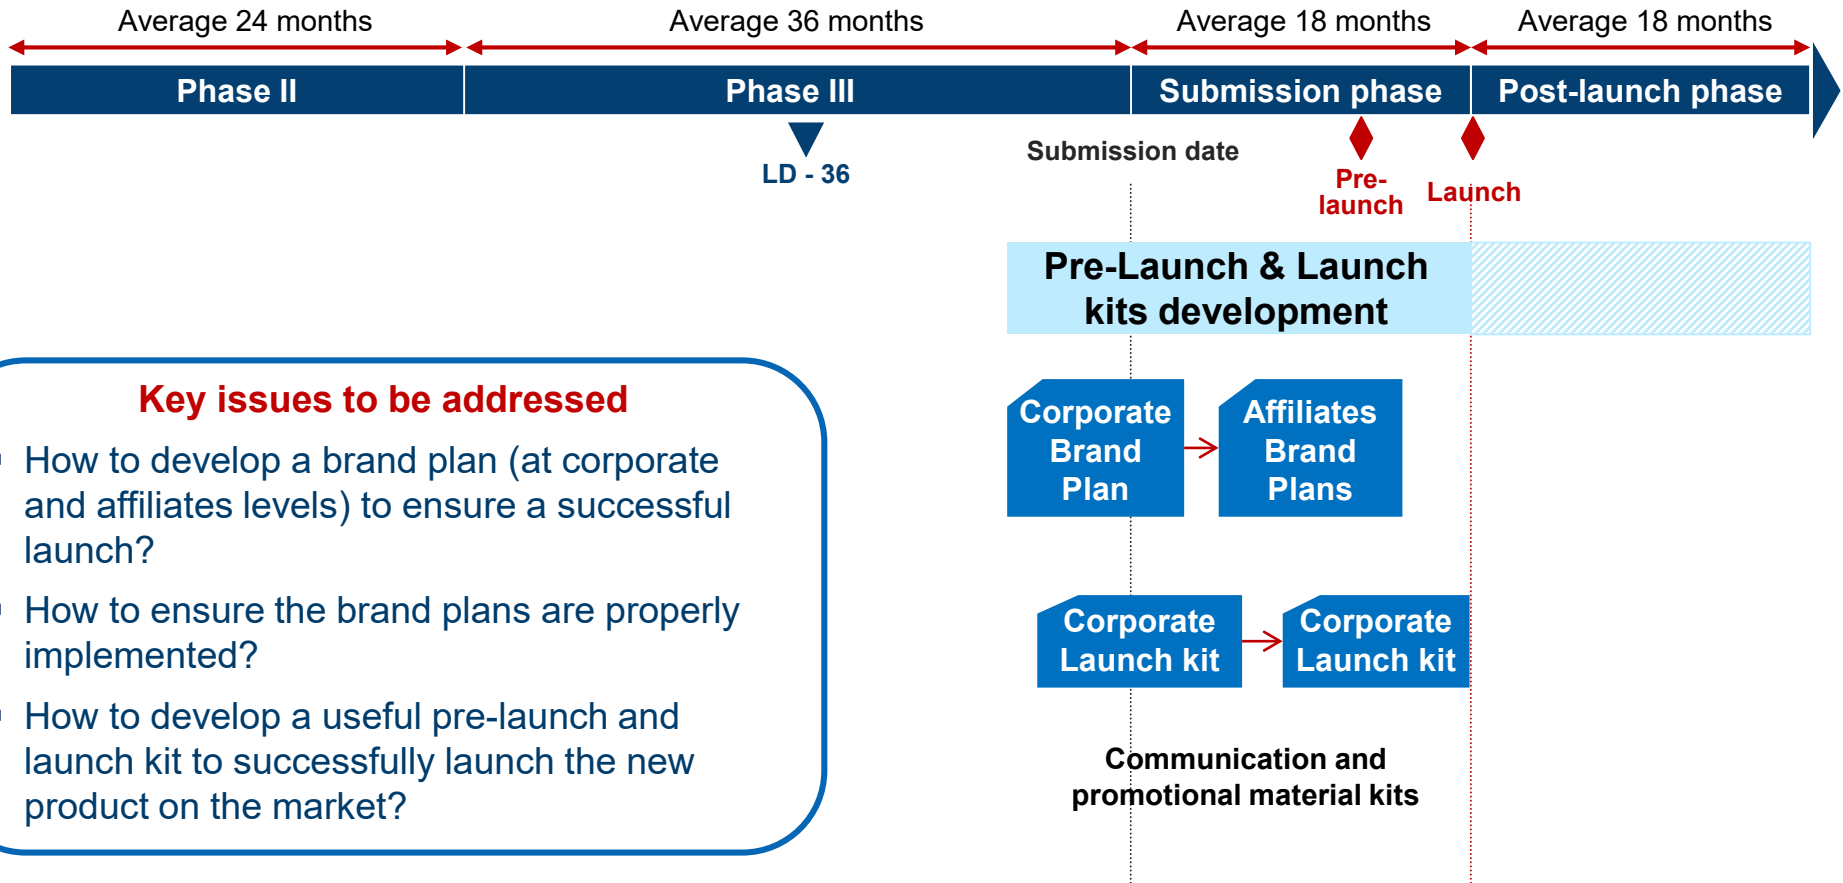 Average 24 months
Average 36 months
Average 18 months
Average 18 months
Phase II
Phase III
Submission phase
Post-launch phase
LD - 36
Submission date
Pre-
launch
Launch
Pre-Launch & Launch
kits development
Key issues to be addressed
How to develop a brand plan (at corporate
and affiliates levels) to ensure a successful
launch?
How to ensure the brand plans are properly
implemented?
How to develop a useful pre-launch and
launch kit to successfully launch the new
product on the market?
Corporate
Brand
Plan
Affiliates
Brand
Plans
Corporate
Launch kit
Corporate
Launch kit
Communication and
promotional material kits